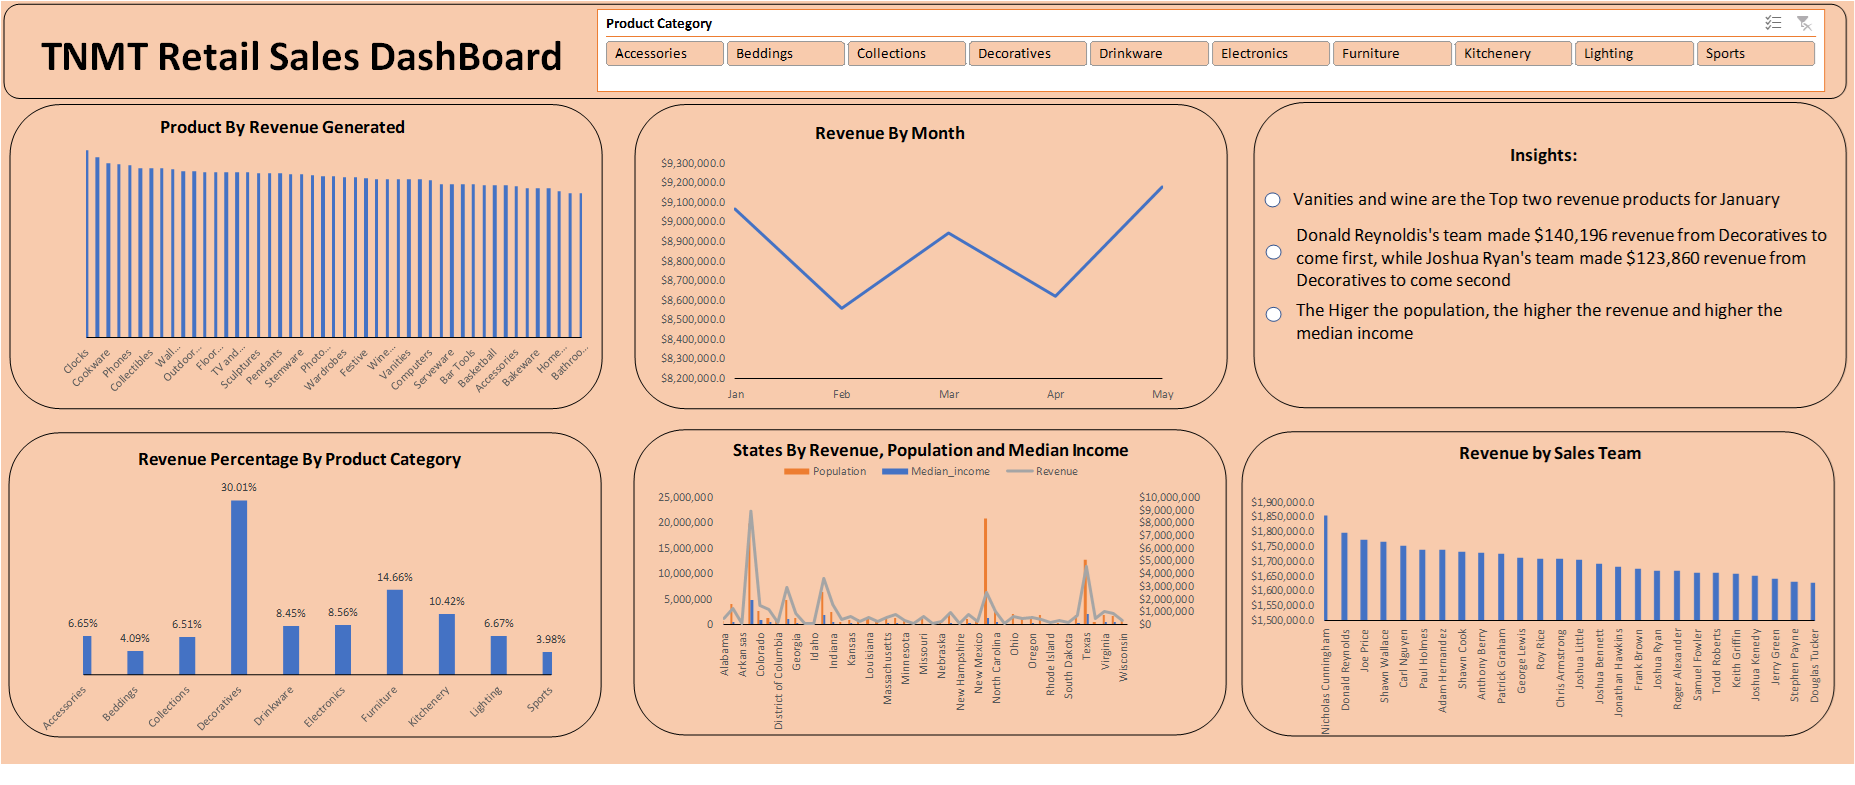 TNMT Retail Sales DashBoard
Product Category
Accessories
Beddings
Collections
Decoratives
Drinkware
Electronics
Furniture
Kitchenery
Lighting
Sports
Product By Revenue Generated
Clocks
Cookware
Phones
Collectibles
Wall...
Outdoor...
Floor...
TV and...
Sculptures
Pendants
Stemware
Photo...
Wardrobes
Festive
Wine...
Vanities
Computers
Serveware
Bar Tools
Basketball
Accessories
Bakeware
Home...
Bathroo...
Revenue By Month
$9,300,000.0
$9,200,000.0
$9,100,000.0
$9,000,000.0
$8,900,000.0
$8,800,000.0
$8,700,000.0
$8,600,000.0
$8,500,000.0
$8,400,000.0
$8,300,000.0
$8,200,000.0
Jan
Feb
Mar
Apr
May
Insights:
Vanities and wine are the Top two revenue products for January
Donald Reynoldis's team made $140,196 revenue from Decoratives to
come first, while Joshua Ryan's team made $123,860 revenue from
Decoratives to come second
The Higer the population, the higher the revenue and higher the
median income
Revenue Percentage By Product Category
6.65%
4.09%
6.51%
30.01%
8.45%
8.56%
14.66%
10.42%
6.67%
3.98%
Accessories
Beddings
Collections
Decoratives
Drinkware
Electronics
Furniture
Kitchenery
Lighting
Sports
States By Revenue, Population and Median Income
Population
Median_income
Revenue
25,000,000
20,000,000
15,000,000
10,000,000
5,000,000
0
$10,000,000
$9,000,000
$8,000,000
$7,000,000
$6,000,000
$5,000,000
$4,000,000
$3,000,000
$2,000,000
$1,000,000
$0
Alabama
Arkansas
Colorado
District of Columbia
Georgia
Idaho
Indiana
Kansas
Louisiana
Massachusetts
Minnesota
Missouri
Nebraska
New Hampshire
New Mexico
North Carolina
Ohio
Oregon
Rhode Island
South Dakota
Texas
Virginia
Wisconsin
Revenue by Sales Team
$1,900,000.0
$1,850,000.0
$1,800,000.0
$1,750,000.0
$1,700,000.0
$1,650,000.0
$1,600,000.0
$1,550,000.0
$1,500,000.0
Nicholas Cunningham
Donald Reynolds
Joe Price
Shawn Wallace
Carl Nguyen
Paul Holmes
Adam Hernandez
Shawn Cook
Anthony Berry
Patrick Graham
George Lewis
Roy Rice
Chris Armstrong
Joshua Little
Joshua Bennett
Jonathan Hawkins
Frank Brown
Joshua Ryan
Roger Alexander
Samuel Fowler
Todd Roberts
Keith Griffin
Joshua Kenedy
Jerry Green
Stephen Payne
Douglas Tucker